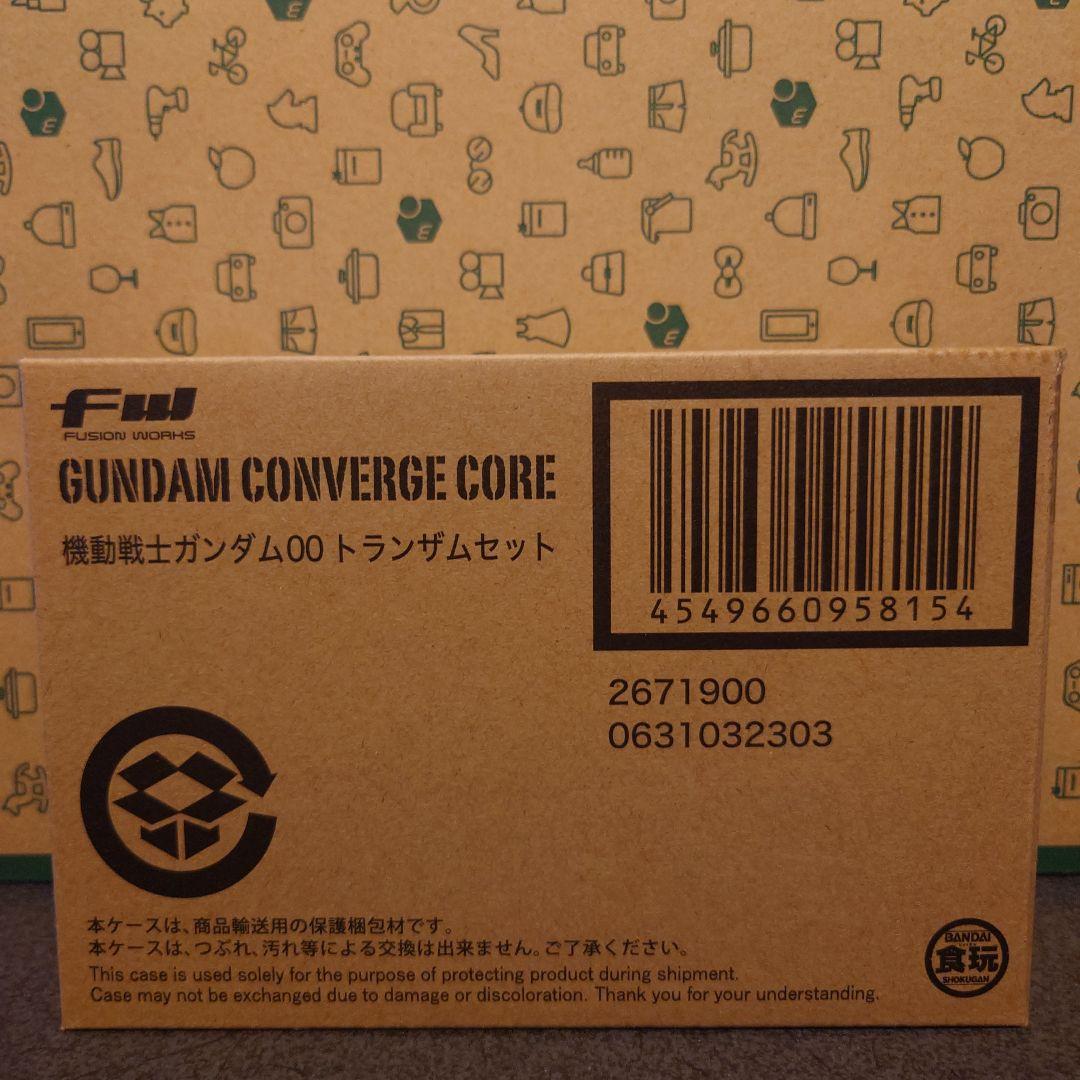 FW
FUSION WORKS
GUNDAM CONVERGE CORE
機動戦士ガンダム00 トランザムセット
4549660958154
2671900
0631032303
本ケースは、商品輸送用の保護梱包材です。
本ケースは、つぶれ、汚れ等による交換は出来ません。ご了承ください。
This case is used solely for the purpose of protecting product during shipment.
Case may not be exchanged due to damage or discoloration. Thank you for your understanding.
BANDAI
食玩
SHOKUGAN